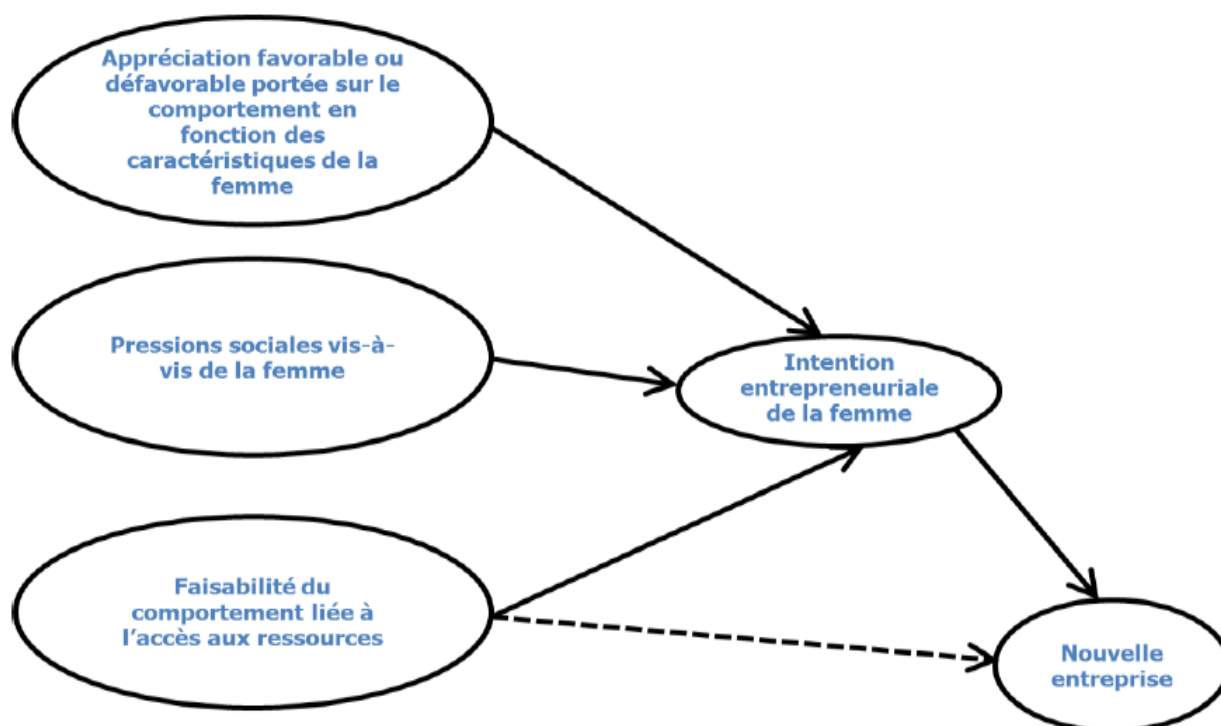 Appréciation favorable ou
défavorable portée sur le
comportement en
fonction des
caractéristiques de la
femme
Pressions sociales vis-à-
vis de la femme
Intention
entrepreneuriale
de la femme
Faisabilité du
comportement liée à
l'accès aux ressources
Nouvelle
entreprise